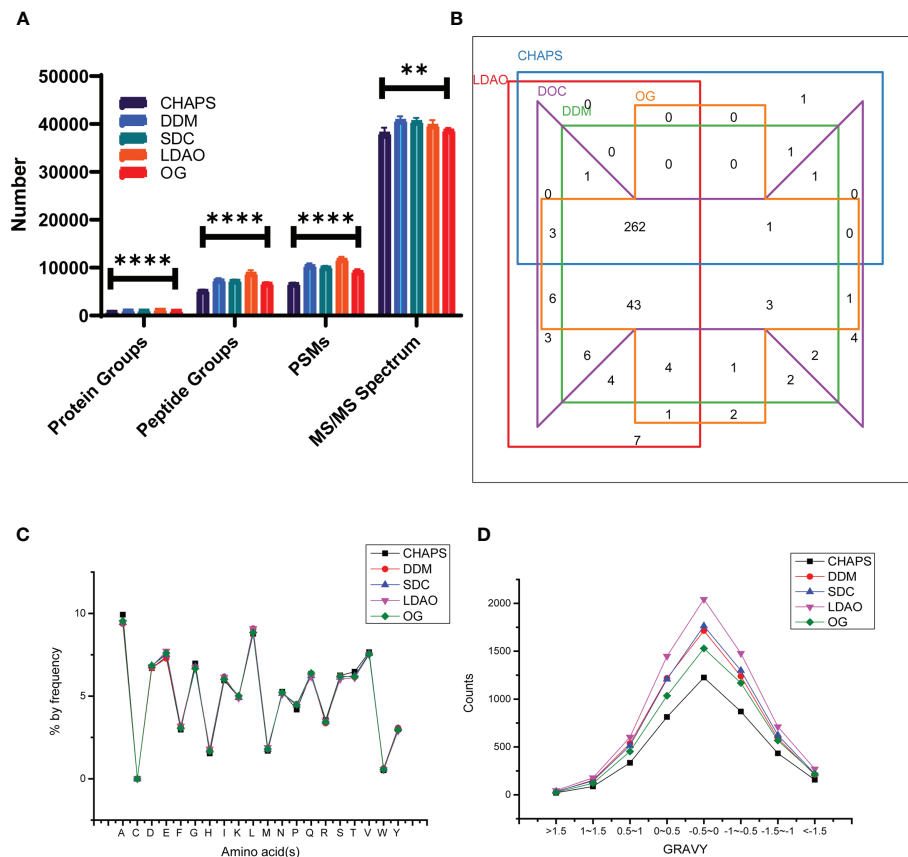 A
**
50000
CHAPS
DDM
SDC
LDAO
OG
40000
30000
Number
20000
****
****
10000
****
0
Protein Groups
Peptide Groups
PSMs
MS/MS Spectrum
B
CHAPS
LDAO
DOC
OG
DDM
0
1
0
0
0
1
1
0
0
1
0
0
3
262
1
0
6
43
3
1
3
4
6
4
1
2
4
2
1
2
7
C
CHAPS
DDM
SDC
LDAO
OG
10
5
0
% by frequency
A C D E F G H I K L M N P Q R S T V W Y
Amino acid(s)
D
CHAPS
DDM
SDC
LDAO
OG
2000
1500
1000
500
0
Counts
>1.5 1~1.5 0.5~1 0~0.5 -0.5~0 -1~-0.5 -1.5~-1 <-1.5
GRAVY